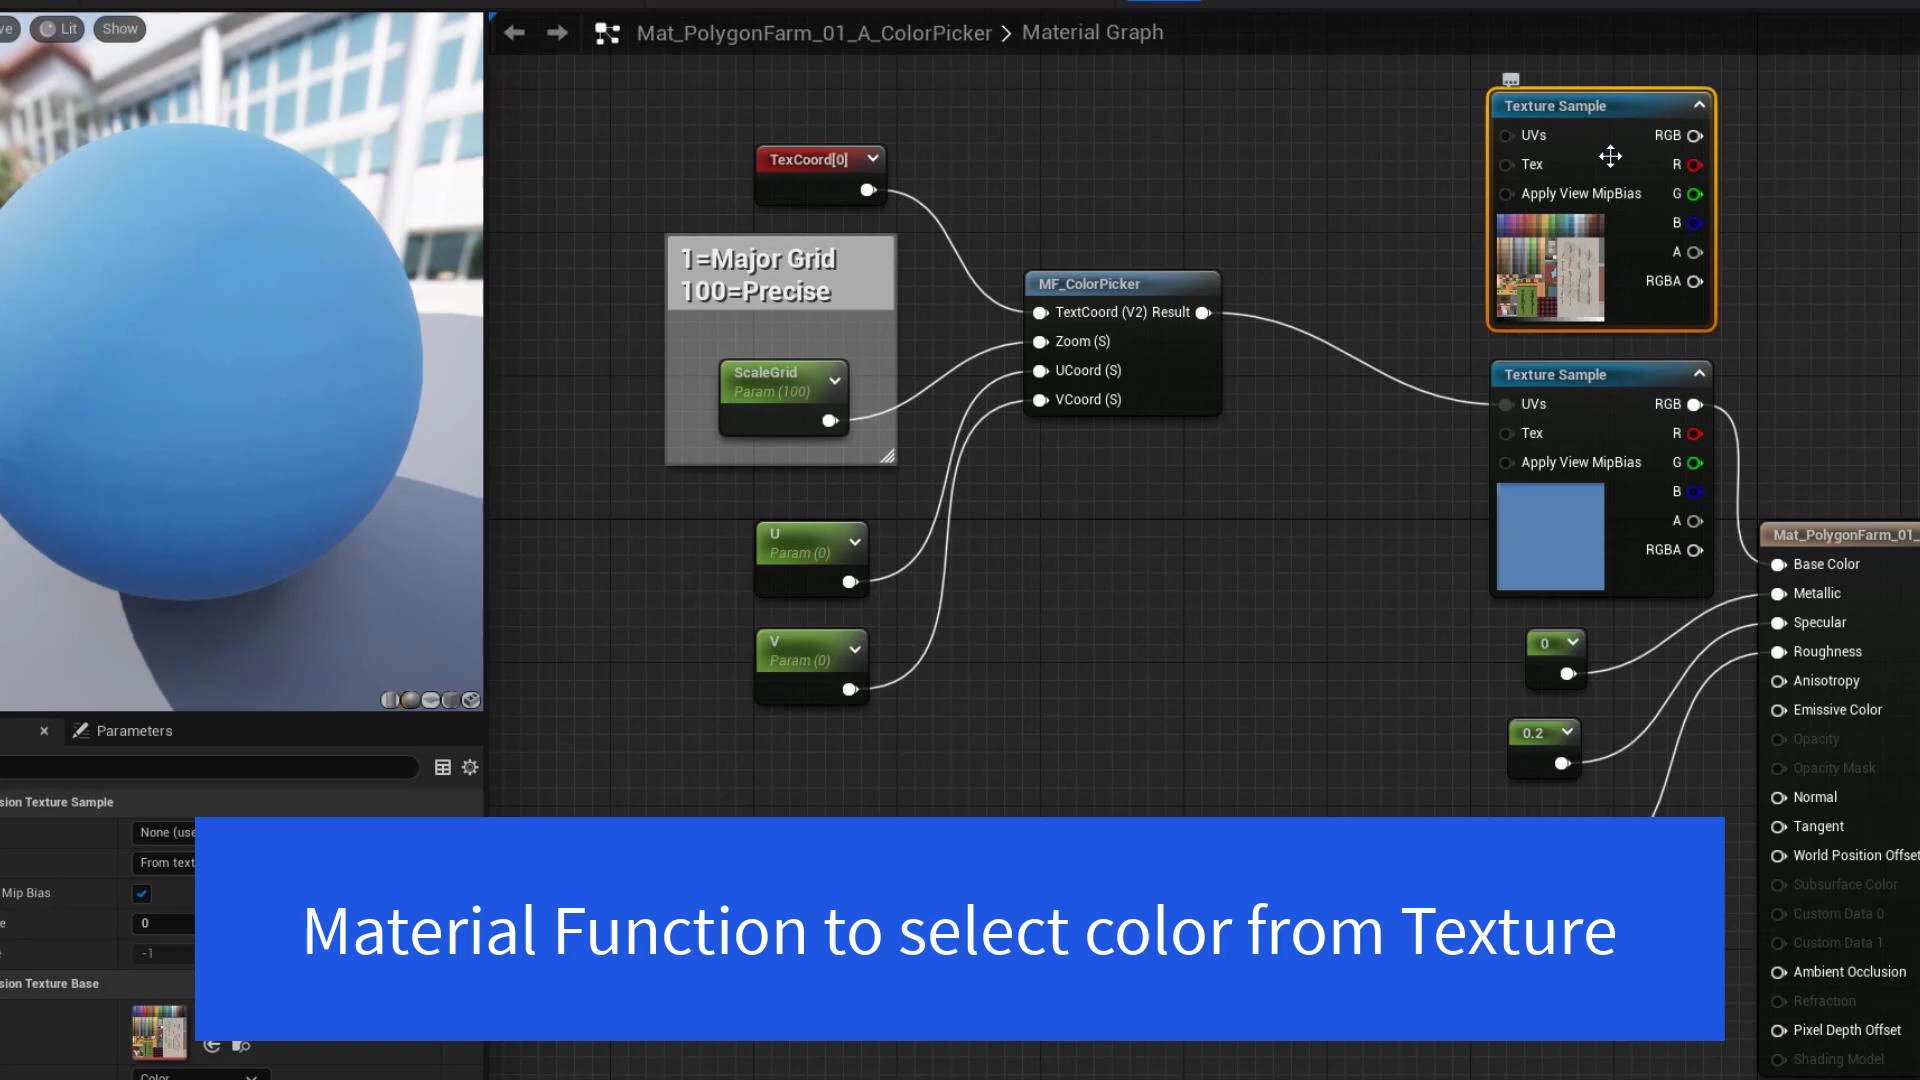 ve
Lit
Show
Mat_PolygonFarm_01_A_ColorPicker > Material Graph
TexCoord[0]
1=Major Grid
100=Precise
ScaleGrid
Param (100)
U
Param (0)
V
Param (0)
MF_ColorPicker
TextCoord (V2) Result
Zoom (S)
UCoord (S)
VCoord (S)
Texture Sample
UVs RGB
Tex R
Apply View MipBias G
B
A
RGBA
Texture Sample
UVs RGB
Tex R
Apply View MipBias G
B
A
RGBA
0
0.2
Mat_PolygonFarm_01_
Base Color
Metallic
Specular
Roughness
Anisotropy
Emissive Color
Opacity
Opacity Mask
Normal
Tangent
World Position Offset
Subsurface Color
Custom Data 0
Custom Data 1
Ambient Occlusion
Refraction
Pixel Depth Offset
Shading Model
Parameters
sion Texture Sample
None (use
From text
Mip Bias
e 0
e -1
sion Texture Base
Color
Material Function to select color from Texture